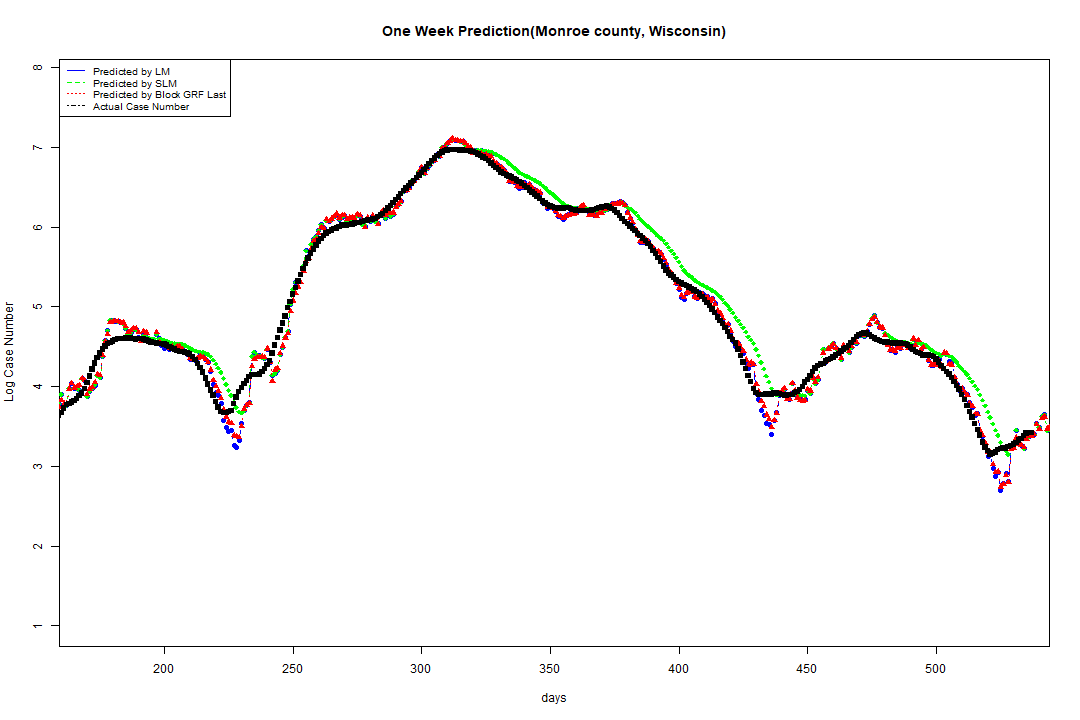 One Week Prediction(Monroe county, Wisconsin)
Predicted by LM
Predicted by SLM
Predicted by Block GRF Last
Actual Case Number
8
7
6
5
4
3
2
1
Log Case Number
200 250 300 350 400 450 500
days